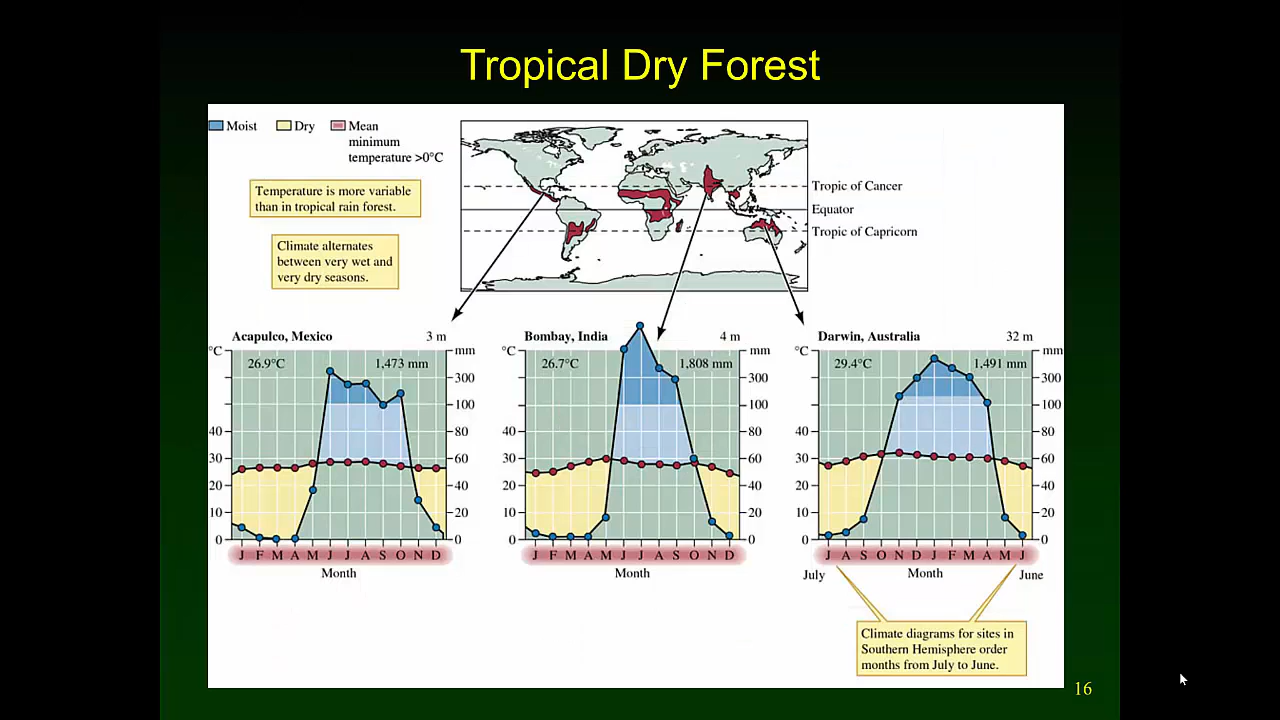 Tropical Dry Forest
Moist
Dry
Mean
minimum
temperature >0°C
Temperature is more variable
than in tropical rain forest.
Climate alternates
between very wet and
very dry seasons.
Tropic of Cancer
Equator
Tropic of Capricorn
Acapulco, Mexico 3 m
°C mm
26.9°C 1,473 mm
300
100
40 80
30 60
20 40
10 20
0 0
J F M A M J J A S O N D
Month
Bombay, India 4 m
°C mm
26.7°C 1,808 mm
300
100
40 80
30 60
20 40
10 20
0 0
J F M A M J J A S O N D
Month
Darwin, Australia 32 m
°C mm
29.4°C 1,491 mm
300
100
40 80
30 60
20 40
10 20
0 0
J A S O N D J F M A M J
July Month June
Climate diagrams for sites in
Southern Hemisphere order
months from July to June.
16